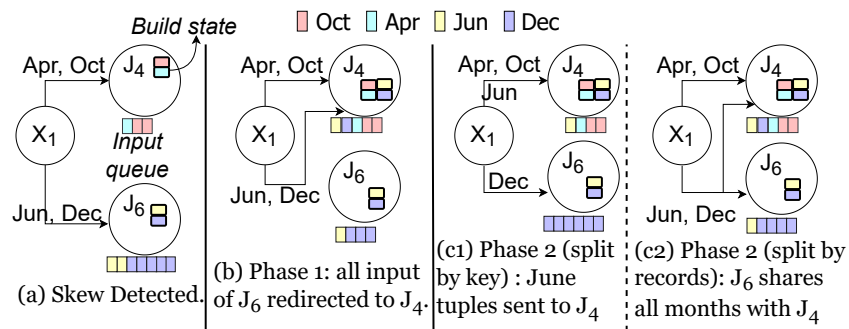 Build state
Oct Apr Jun Dec
Apr, Oct
J4
X1
Input
queue
Jun, Dec
J6
(a) Skew Detected.
Apr, Oct
J4
X1
J6
(b) Phase 1: all input
of J6 redirected to J4.
Apr, Oct
Jun
J4
X1
Dec
J6
(c1) Phase 2 (split
by key) : June
tuples sent to J4
Apr, Oct
J4
X1
J6
Jun, Dec
(c2) Phase 2 (split by
records): J6 shares
all months with J4